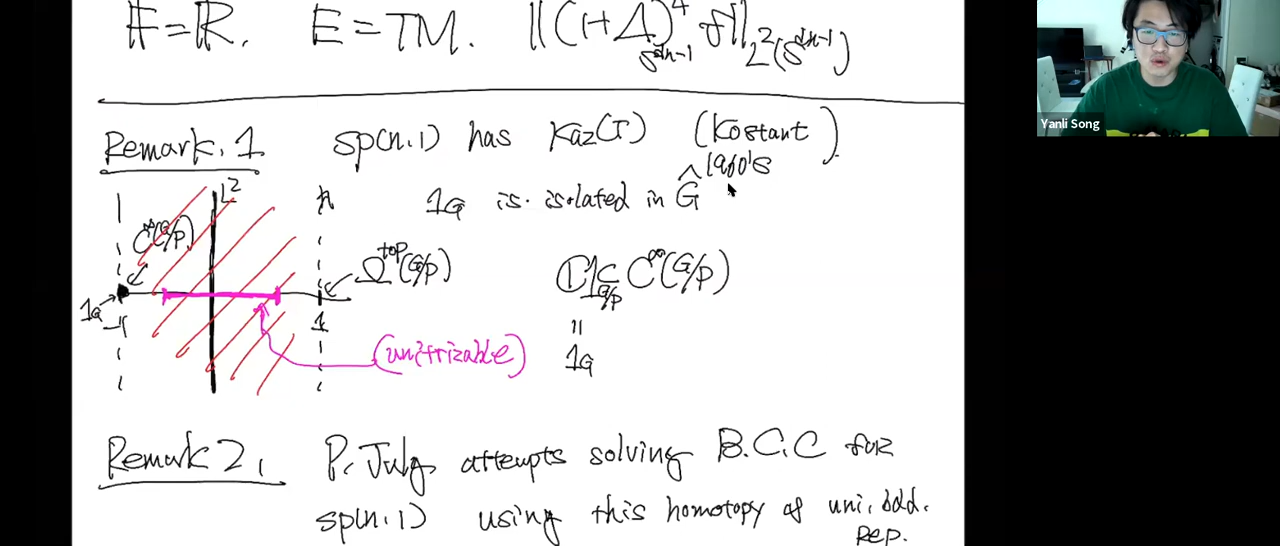 F = ℝ. E = TM. ‖(1+Δ_{S^{2n-1}})^4 f‖_{L^2(S^{2n-1})}
Yanli Song
Remark. 1 sp(n,1) has Kaz(T) (Kostant 1960's).
1_G is isolated in Ĝ
L^2
C^∞(G/P) Ω^{top}(G/P) ℂ1_{G/P} ⊂ C^∞(G/P)
1_G -1 1
(unitrizable)
=
1_G
Remark 2, P. Julg attempts solving B.C.C for
sp(n,1) using this homotopy of uni. bdd.
Rep.